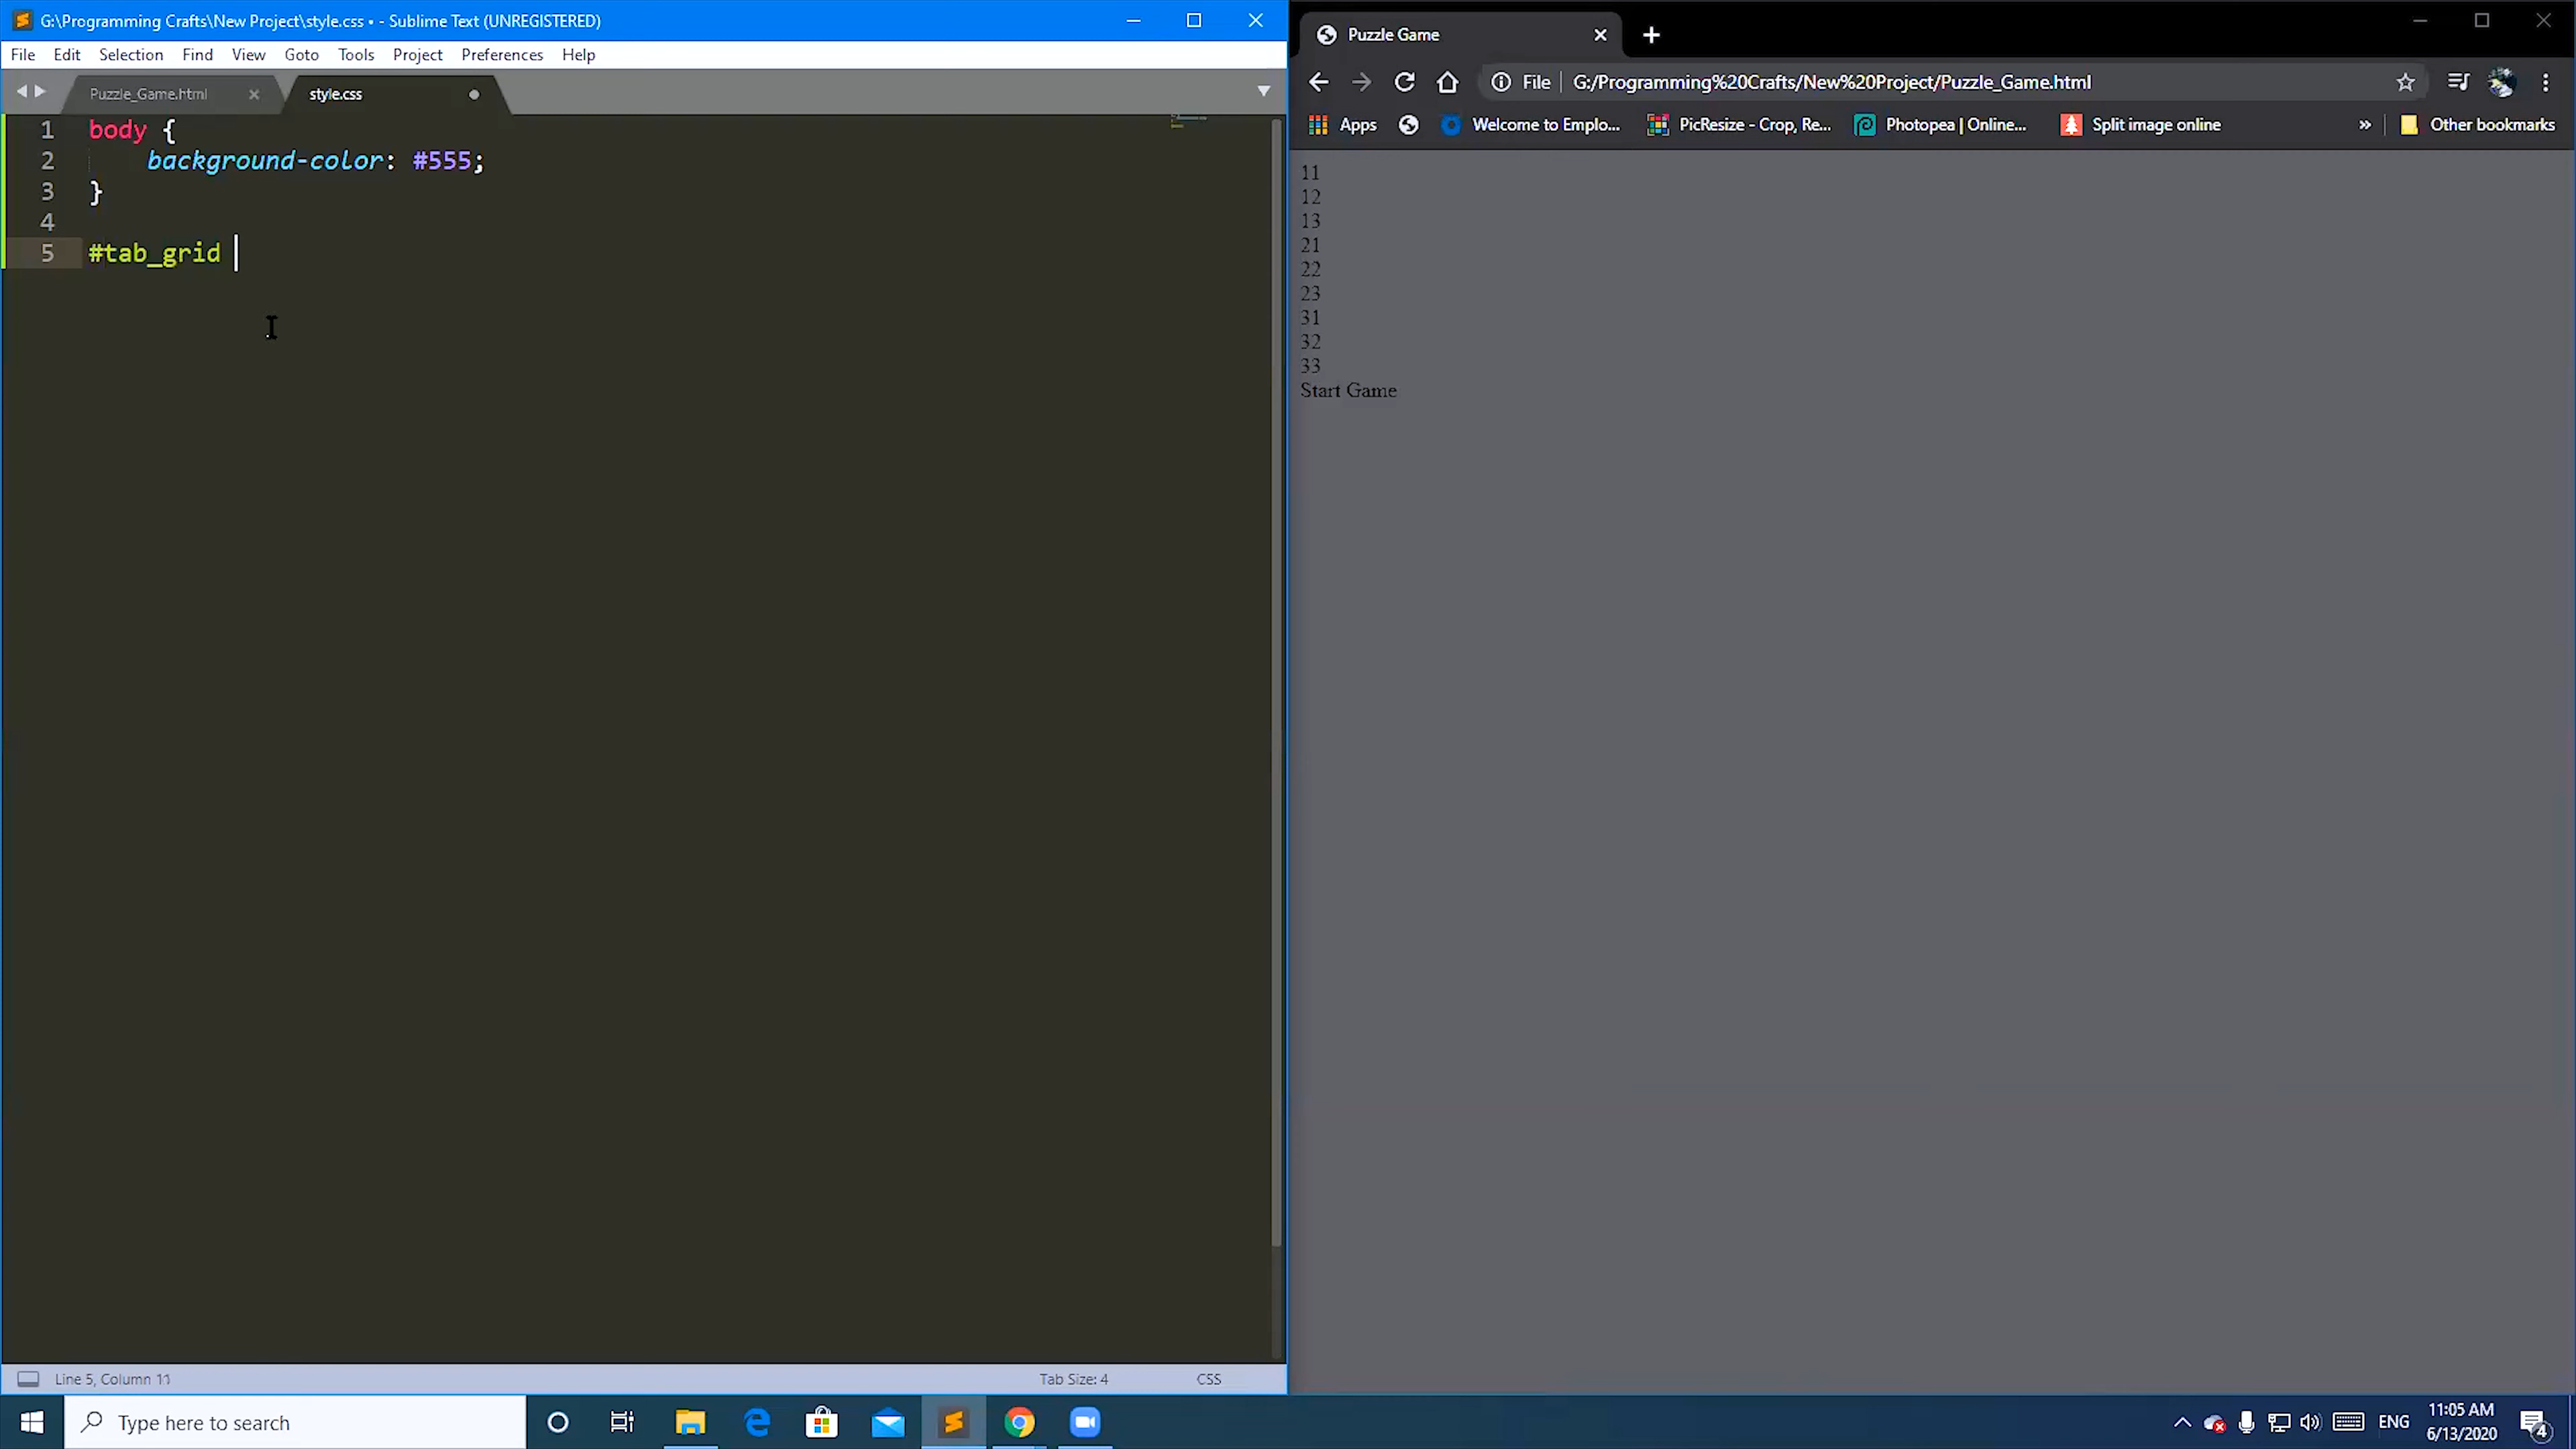 G:\Programming Crafts\New Project\style.css • - Sublime Text (UNREGISTERED)
File Edit Selection Find View Goto Tools Project Preferences Help
Puzzle_Game.html style.css
1 body {
2 background-color: #555;
3 }
4
5 #tab_grid
Line 5, Column 11 Tab Size: 4 CSS
Puzzle Game
File G:/Programming%20Crafts/New%20Project/Puzzle_Game.html
Apps Welcome to Emplo... PicResize - Crop, Re... Photopea | Online... Split image online » Other bookmarks
11
12
13
21
22
23
31
32
33
Start Game
Type here to search
ENG
11:05 AM
6/13/2020
4